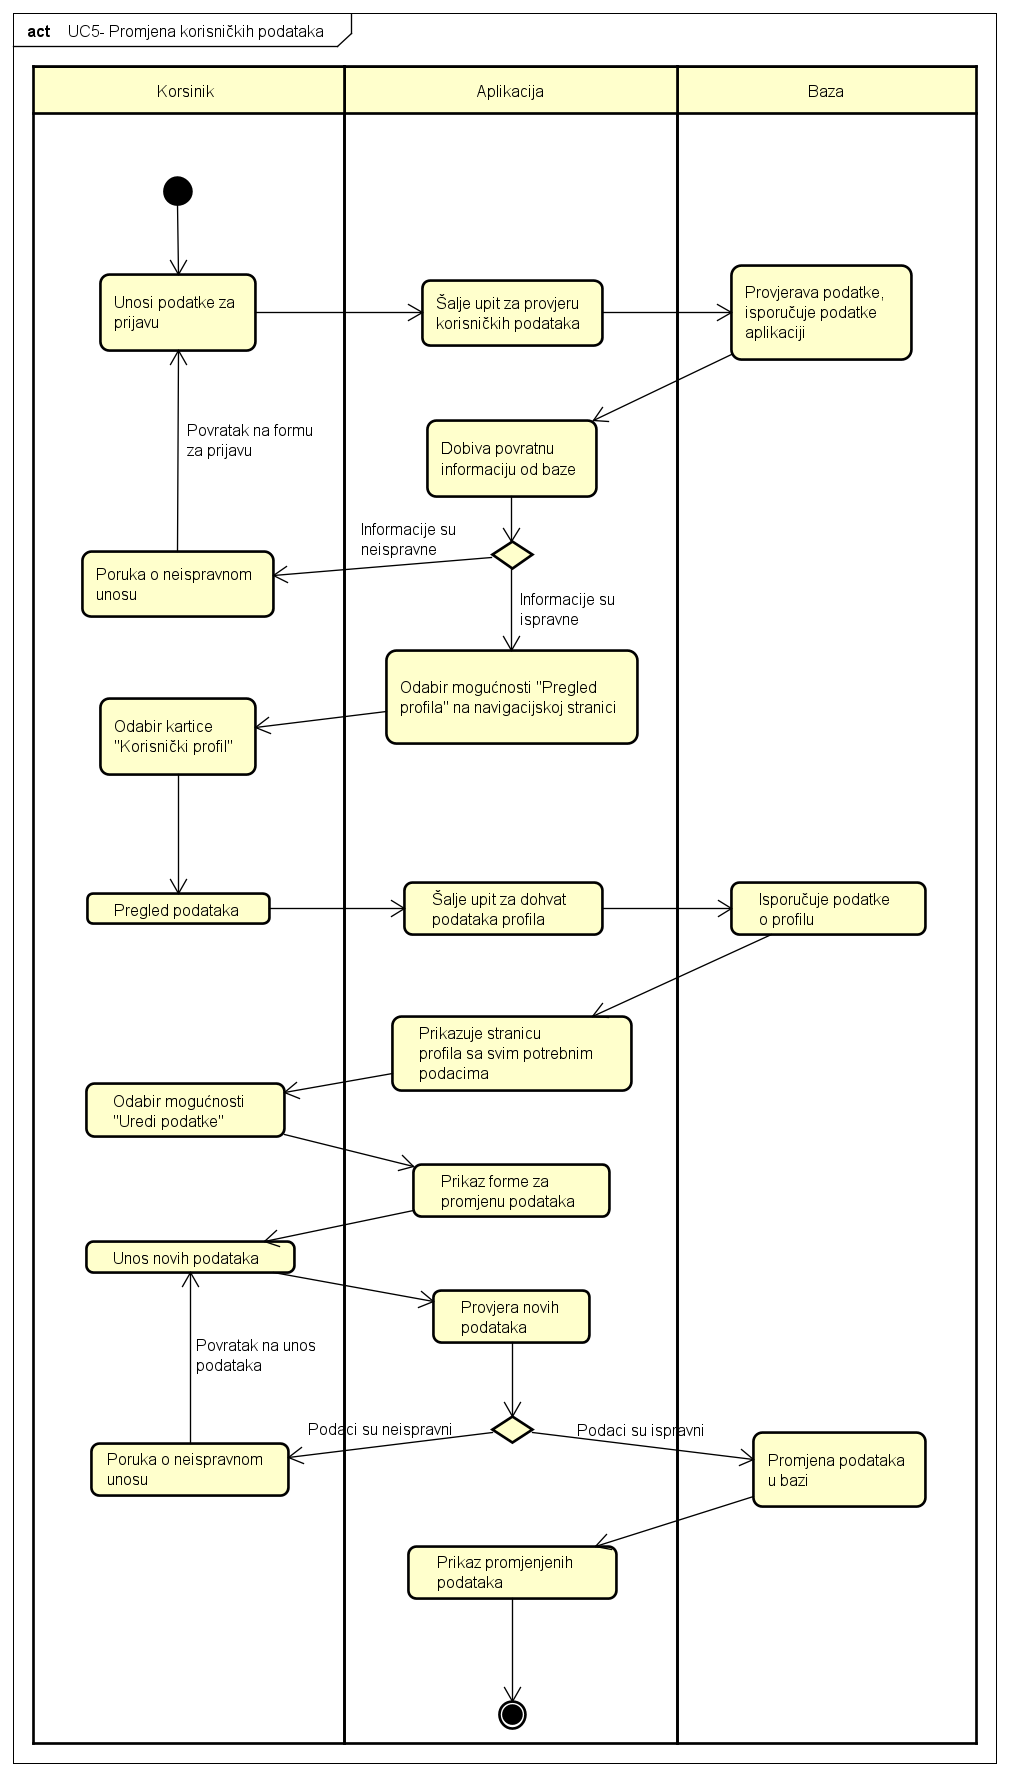 act UC5- Promjena korisničkih podataka
Korsinik
Aplikacija
Baza
Unosi podatke za
prijavu
Šalje upit za provjeru
korisničkih podataka
Provjerava podatke,
isporučuje podatke
aplikaciji
Povratak na formu
za prijavu
Dobiva povratnu
informaciju od baze
Informacije su
neispravne
Poruka o neispravnom
unosu
Informacije su
ispravne
Odabir mogućnosti "Pregled
profila" na navigacijskoj stranici
Odabir kartice
"Korisnički profil"
Pregled podataka
Šalje upit za dohvat
podataka profila
Isporučuje podatke
o profilu
Prikazuje stranicu
profila sa svim potrebnim
podacima
Odabir mogućnosti
"Uredi podatke"
Prikaz forme za
promjenu podataka
Unos novih podataka
Provjera novih
podataka
Povratak na unos
podataka
Podaci su neispravni
Podaci su ispravni
Poruka o neispravnom
unosu
Promjena podataka
u bazi
Prikaz promjenjenih
podataka